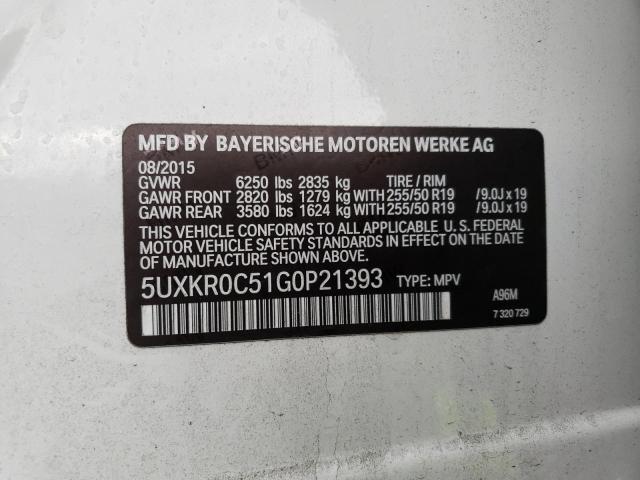 MFD BY BAYERISCHE MOTOREN WERKE AG
08/2015
GVWR 6250 lbs 2835 kg TIRE / RIM
GAWR FRONT 2820 lbs 1279 kg WITH 255/50 R19 /9.0J x 19
GAWR REAR 3580 lbs 1624 kg WITH 255/50 R19 /9.0J x 19
THIS VEHICLE CONFORMS TO ALL APPLICABLE U. S. FEDERAL
MOTOR VEHICLE SAFETY STANDARDS IN EFFECT ON THE DATE
OF MANUFACTURE SHOWN ABOVE.
5UXKR0C51G0P21393 TYPE: MPV
A96M
7 320 729